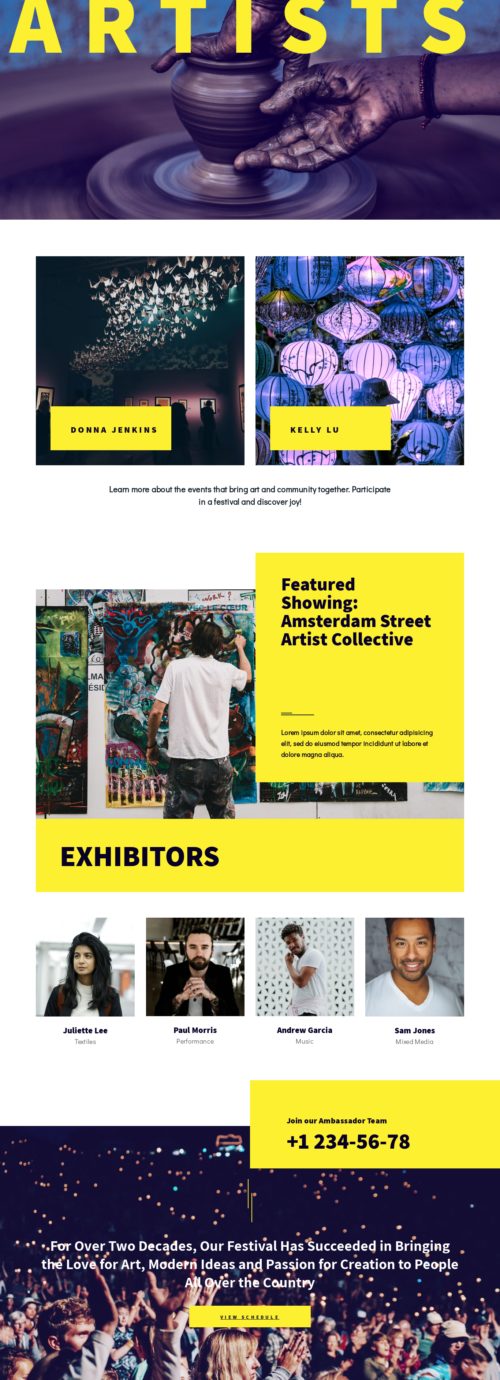 ARTISTS
DONNA JENKINS
KELLY LU
Learn more about the events that bring art and community together. Participate
in a festival and discover joy!
Featured
Showing:
Amsterdam Street
Artist Collective
Lorem ipsum dolor sit amet, consectetur adipisicing
elit, sed do eiusmod tempor incididunt ut labore et
dolore magna aliqua.
EXHIBITORS
Juliette Lee
Textiles
Paul Morris
Performance
Andrew Garcia
Music
Sam Jones
Mixed Media
Join our Ambassador Team
+1 234-56-78
For Over Two Decades, Our Festival Has Succeeded in Bringing
the Love for Art, Modern Ideas and Passion for Creation to People
All Over the Country
VIEW SCHEDULE